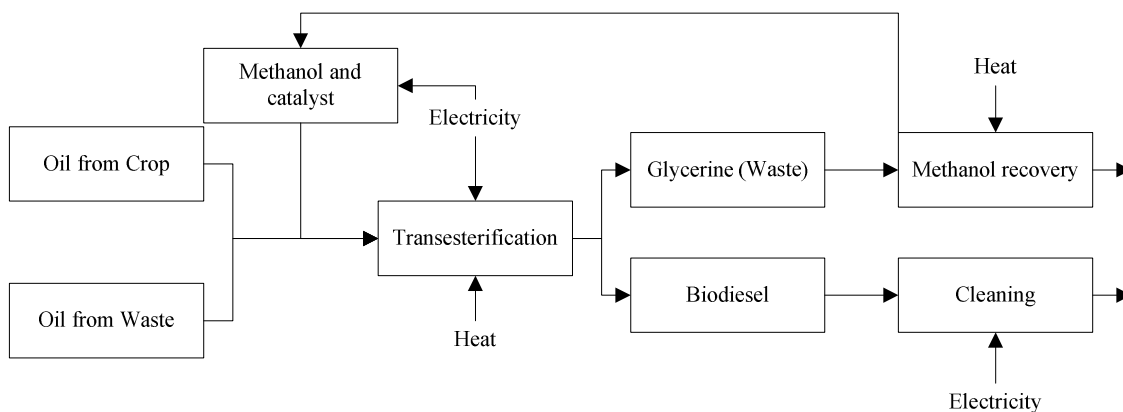 Methanol and
catalyst
Heat
Electricity
Oil from Crop
Glycerine (Waste)
Methanol recovery
Transesterification
Oil from Waste
Biodiesel
Cleaning
Heat
Electricity